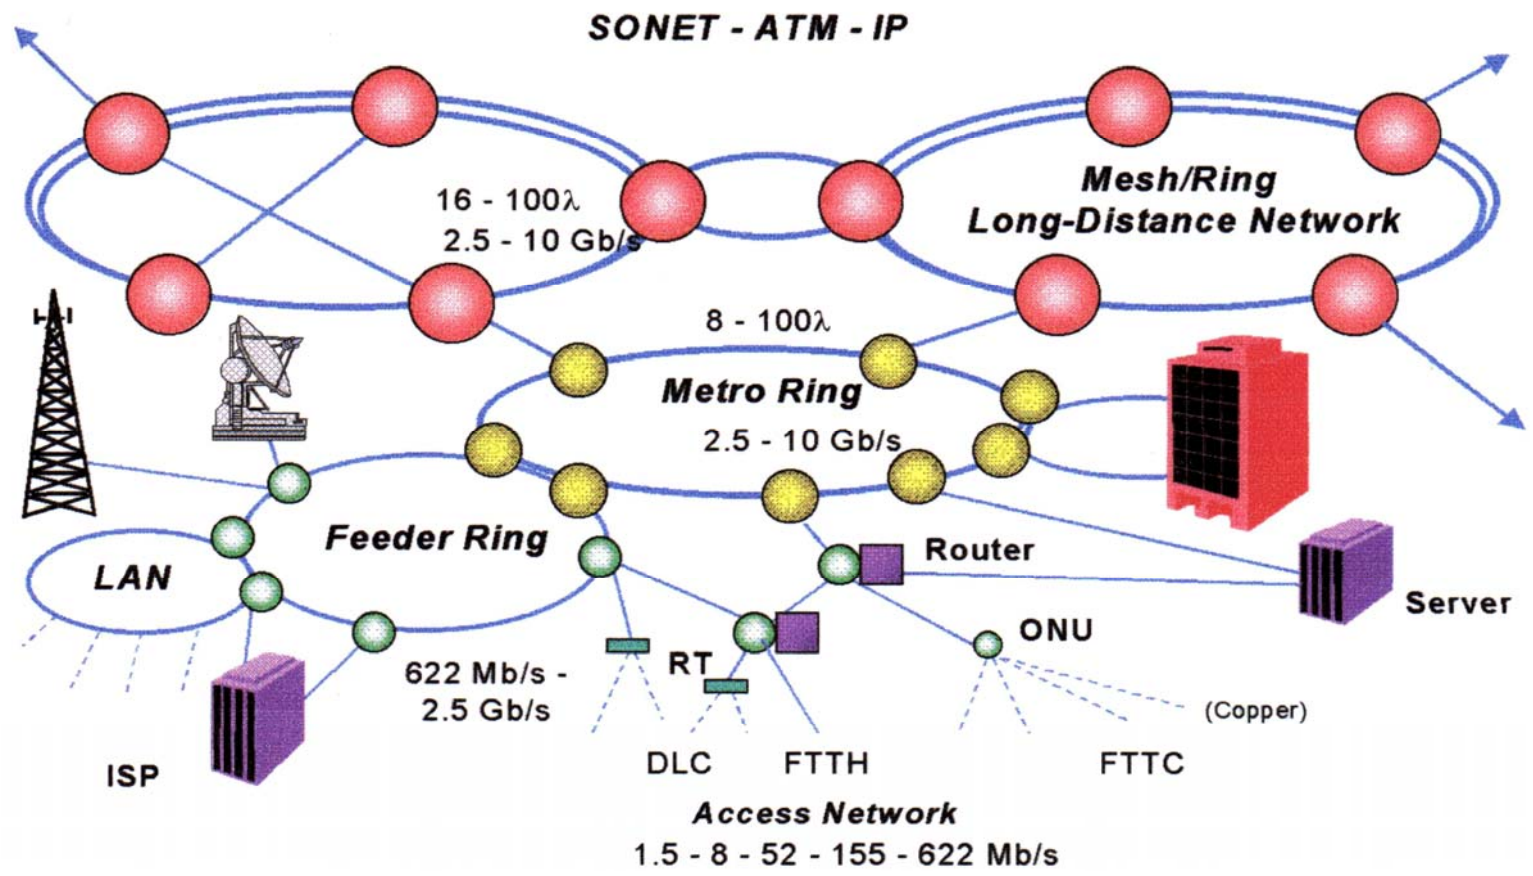 SONET - ATM - IP
Mesh/Ring
Long-Distance Network
16 - 100λ
2.5 - 10 Gb/s
8 - 100λ
Metro Ring
2.5 - 10 Gb/s
Feeder Ring
Router
LAN
Server
ONU
RT
622 Mb/s -
2.5 Gb/s
(Copper)
ISP
DLC
FTTH
FTTC
Access Network
1.5 - 8 - 52 - 155 - 622 Mb/s